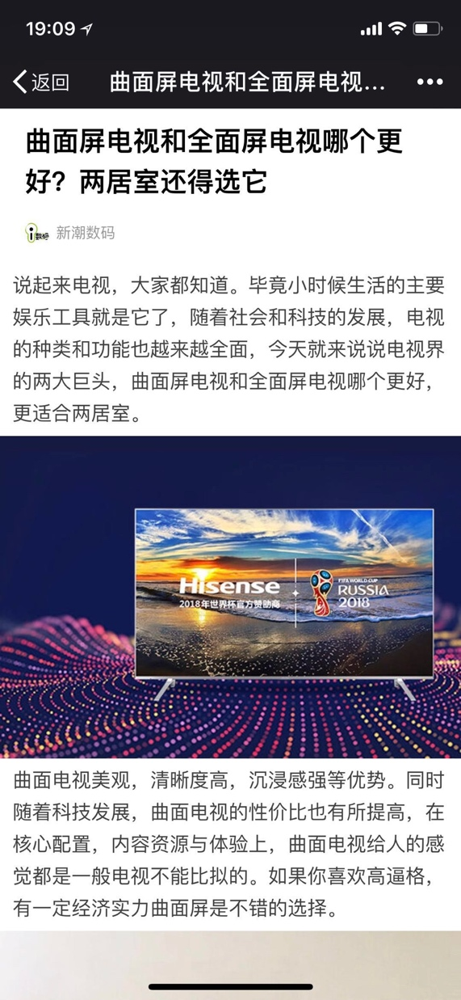 19:09
返回
曲面屏电视和全面屏电视...
曲面屏电视和全面屏电视哪个更
好？两居室还得选它
i数码 新潮数码
说起来电视，大家都知道。毕竟小时候生活的主要
娱乐工具就是它了，随着社会和科技的发展，电视
的种类和功能也越来越全面，今天就来说说电视界
的两大巨头，曲面屏电视和全面屏电视哪个更好，
更适合两居室。
Hisense
2018年世界杯官方赞助商
FIFA WORLD CUP
RUSSIA
2018
曲面电视美观，清晰度高，沉浸感强等优势。同时
随着科技发展，曲面电视的性价比也有所提高，在
核心配置，内容资源与体验上，曲面电视给人的感
觉都是一般电视不能比拟的。如果你喜欢高逼格，
有一定经济实力曲面屏是不错的选择。